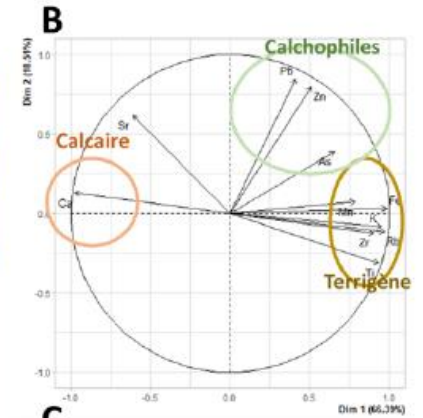 B
Calchophiles
Dim 2 (18.51%)
1.0
Pb
Zn
0.5
Sr
Calcaire
As
Ca
0.0
Mn
Fe
K
Rb
Zr
Ti
Terrigène
-0.5
-1.0
-1.0
-0.5
0.0
0.5
1.0
Dim 1 (66.39%)
C